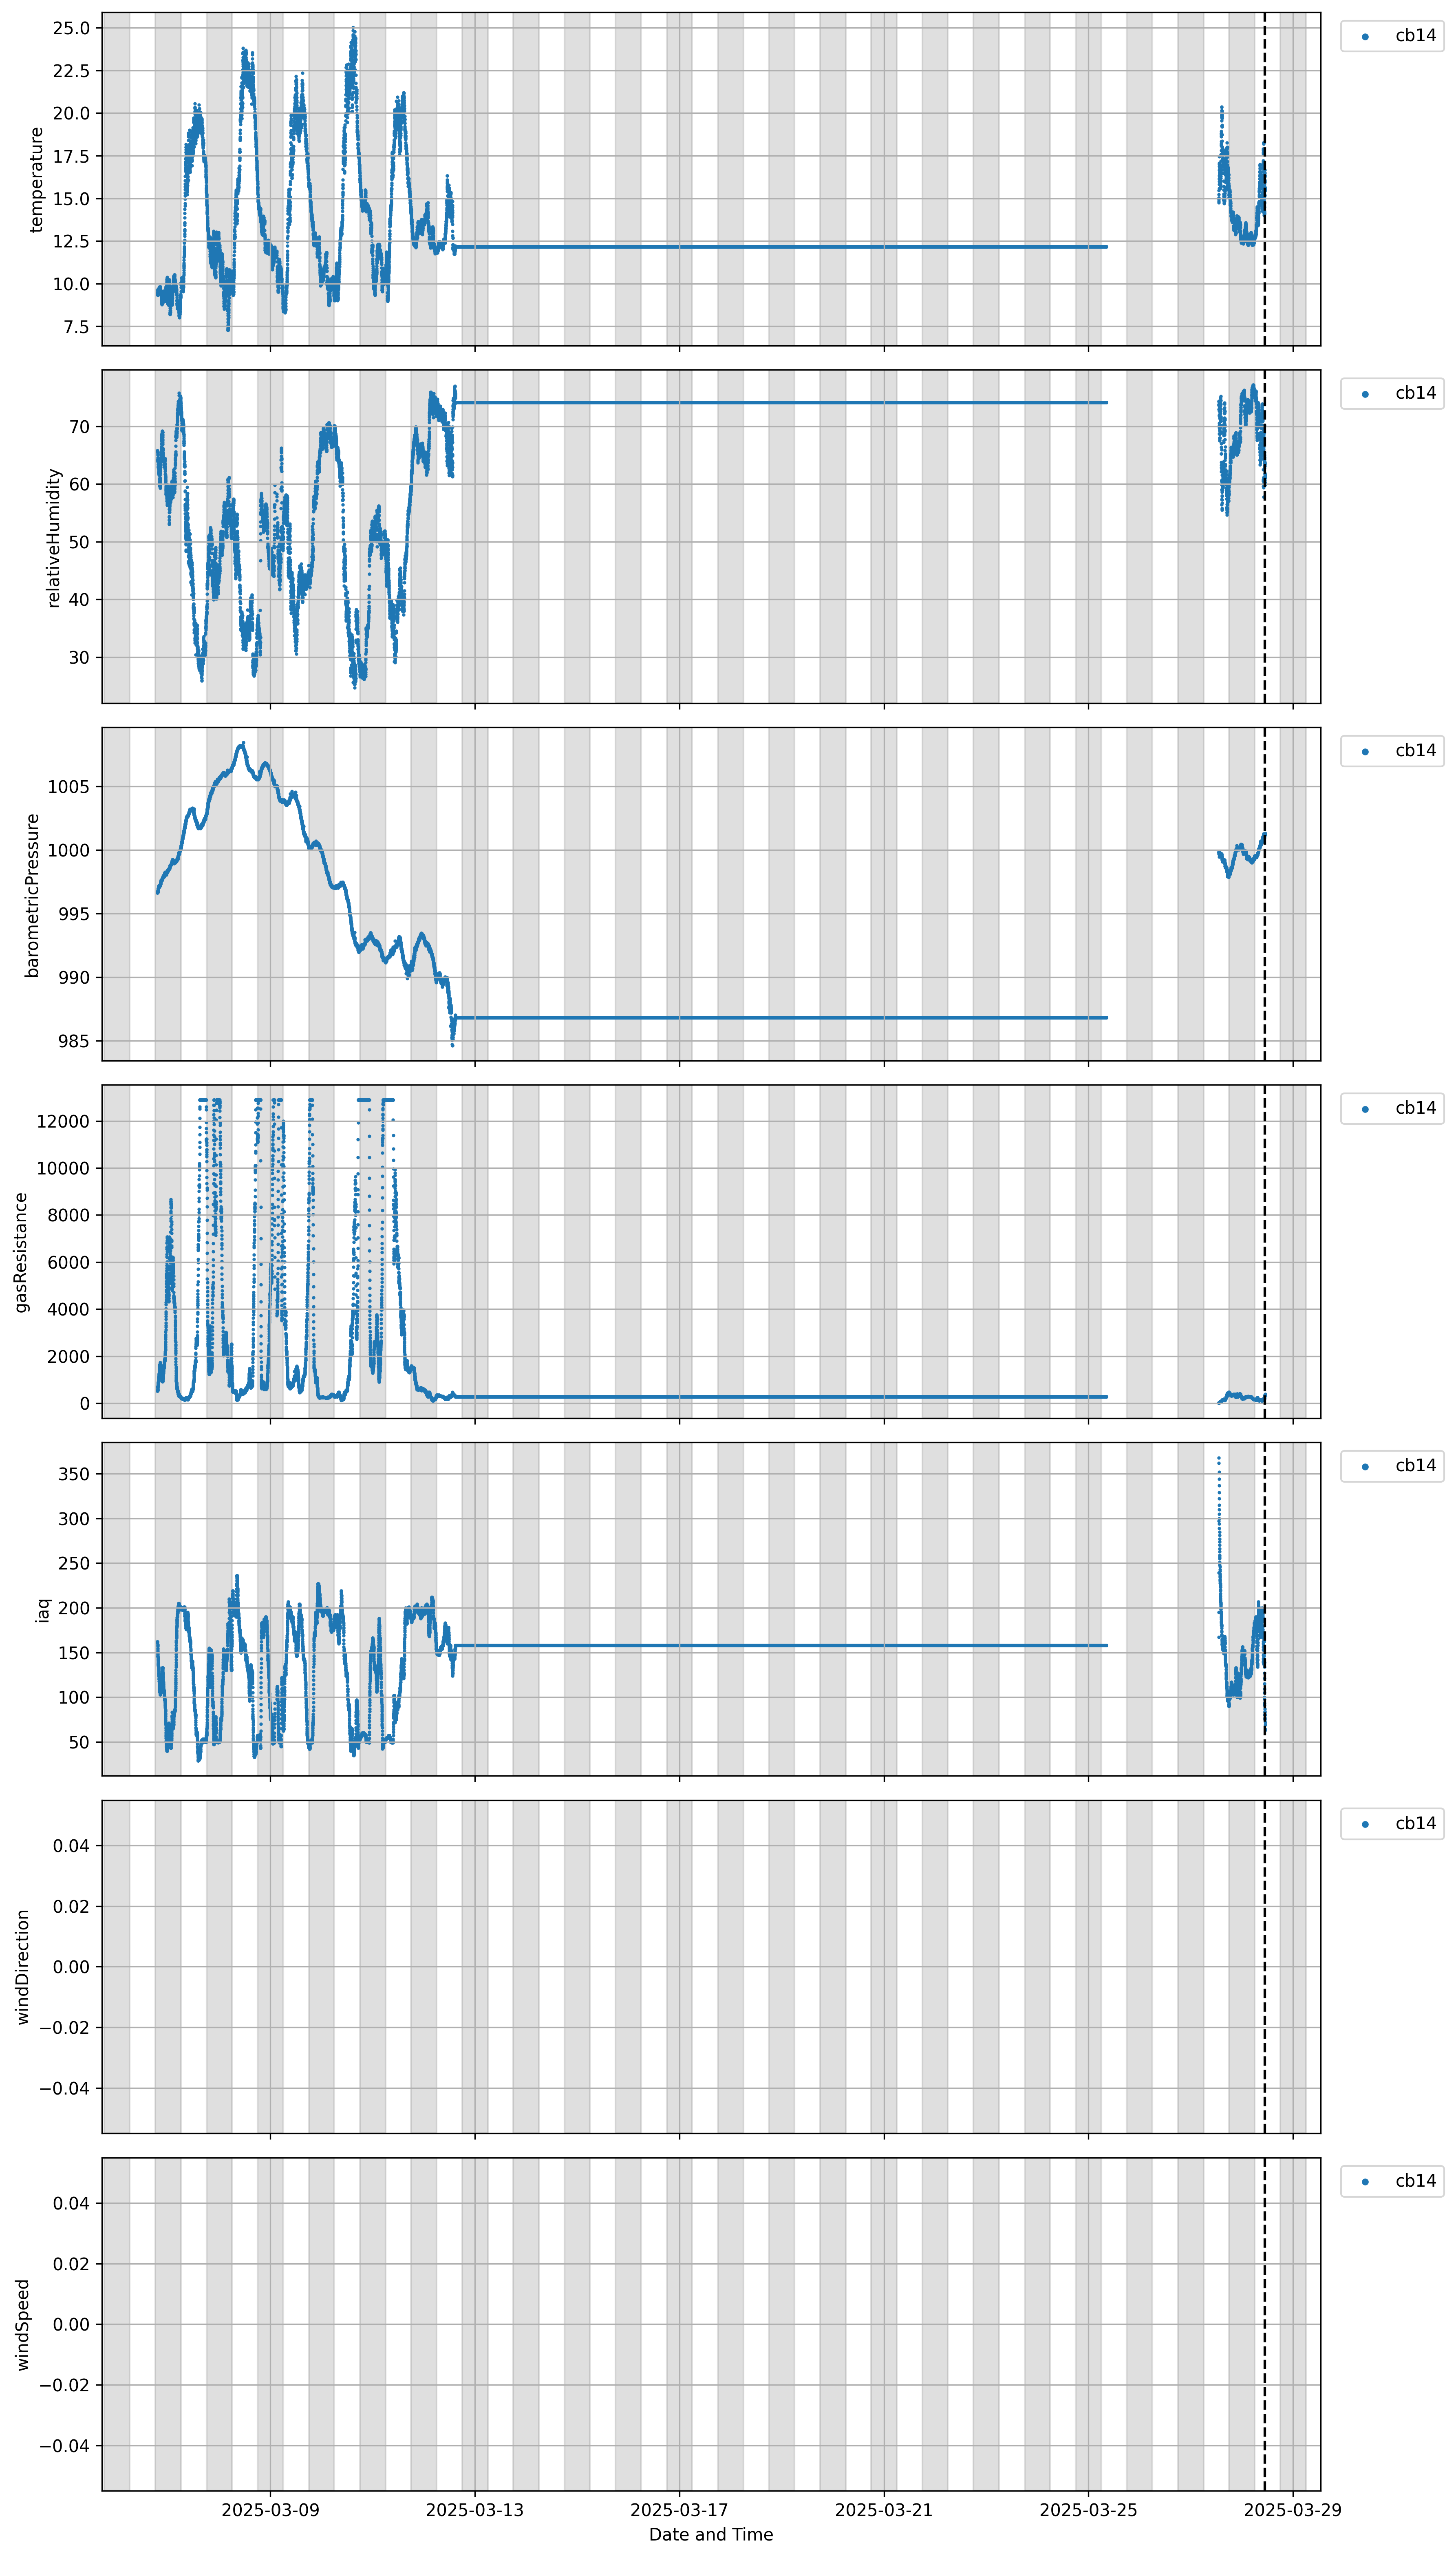 25.0
22.5
20.0
17.5
15.0
12.5
10.0
7.5
temperature
cb14
70
60
50
40
30
relativeHumidity
cb14
1005
1000
995
990
985
barometricPressure
cb14
12000
10000
8000
6000
4000
2000
0
gasResistance
cb14
350
300
250
200
150
100
50
iaq
cb14
0.04
0.02
0.00
−0.02
−0.04
windDirection
cb14
0.04
0.02
0.00
−0.02
−0.04
windSpeed
cb14
2025-03-09 2025-03-13 2025-03-17 2025-03-21 2025-03-25 2025-03-29
Date and Time